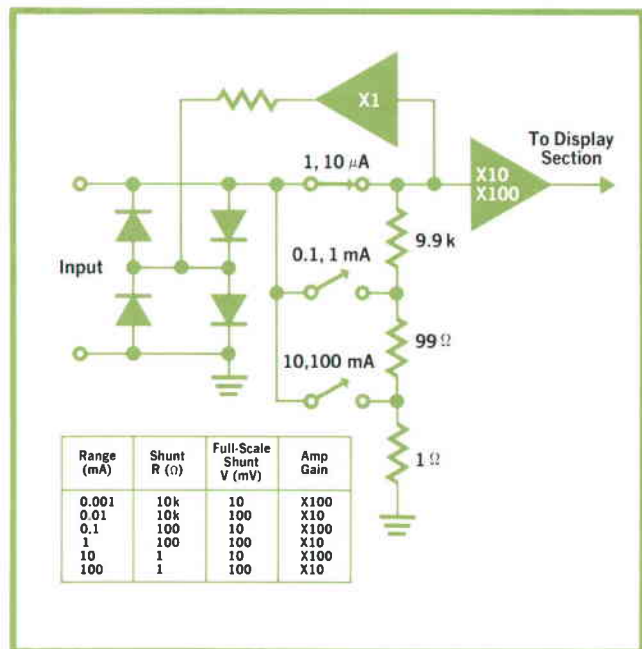 X1
To Display
Section
1, 10 μA
X10
X100
9.9 k
0.1, 1 mA
Input
99 Ω
10,100 mA
1 Ω
Range (mA) Shunt R (Ω) Full-Scale Shunt V (mV) Amp Gain
0.001 10k 10 X100
0.01 10k 100 X10
0.1 100 10 X100
1 100 100 X10
10 1 10 X100
100 1 100 X10